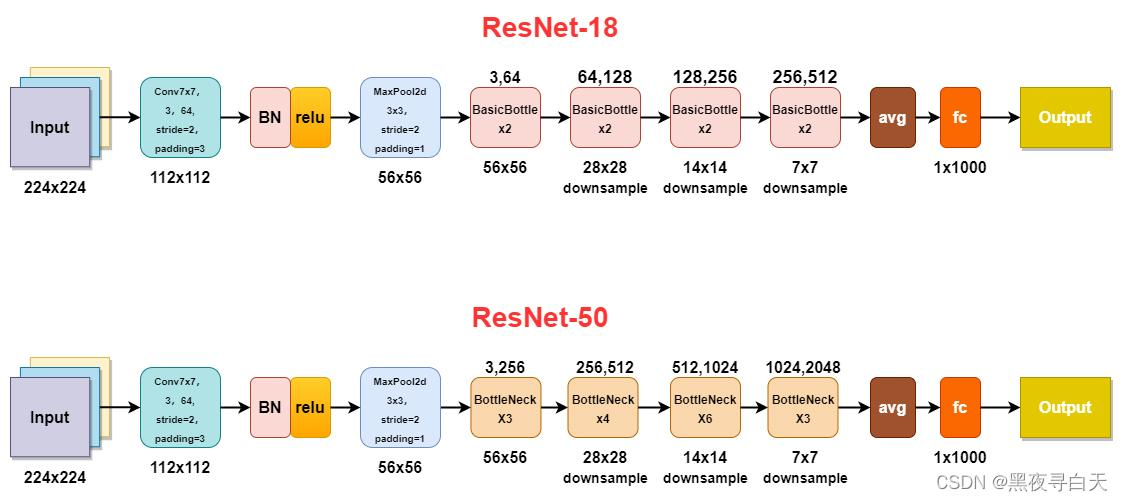 ResNet-18
Input
224x224
Conv7x7,
3, 64,
stride=2,
padding=3
112x112
BN
relu
MaxPool2d
3x3,
stride=2
padding=1
56x56
3,64
BasicBottle
x2
56x56
64,128
BasicBottle
x2
28x28
downsample
128,256
BasicBottle
x2
14x14
downsample
256,512
BasicBottle
x2
7x7
downsample
avg
fc
1x1000
Output
ResNet-50
Input
224x224
Conv7x7,
3, 64,
stride=2,
padding=3
112x112
BN
relu
MaxPool2d
3x3,
stride=2
padding=1
56x56
3,256
BottleNeck
X3
56x56
256,512
BottleNeck
x4
28x28
downsample
512,1024
BottleNeck
X6
14x14
downsample
1024,2048
BottleNeck
X3
7x7
downsample
avg
fc
1x1000
Output
CSDN @黑夜寻白天